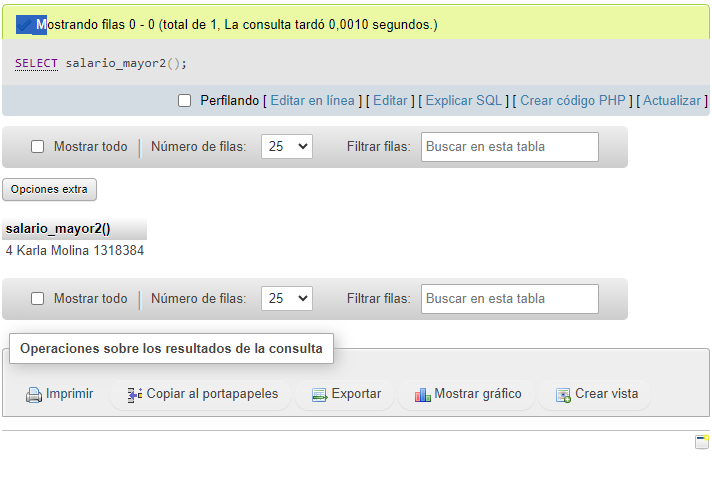 Mostrando filas 0 - 0 (total de 1, La consulta tardó 0,0010 segundos.)
SELECT salario_mayor2();
Perfilando [ Editar en línea ] [ Editar ] [ Explicar SQL ] [ Crear código PHP ] [ Actualizar ]
Mostrar todo | Número de filas: 25 Filtrar filas: Buscar en esta tabla
Opciones extra
salario_mayor2()
4 Karla Molina 1318384
Mostrar todo | Número de filas: 25 Filtrar filas: Buscar en esta tabla
Operaciones sobre los resultados de la consulta
Imprimir Copiar al portapapeles Exportar Mostrar gráfico Crear vista